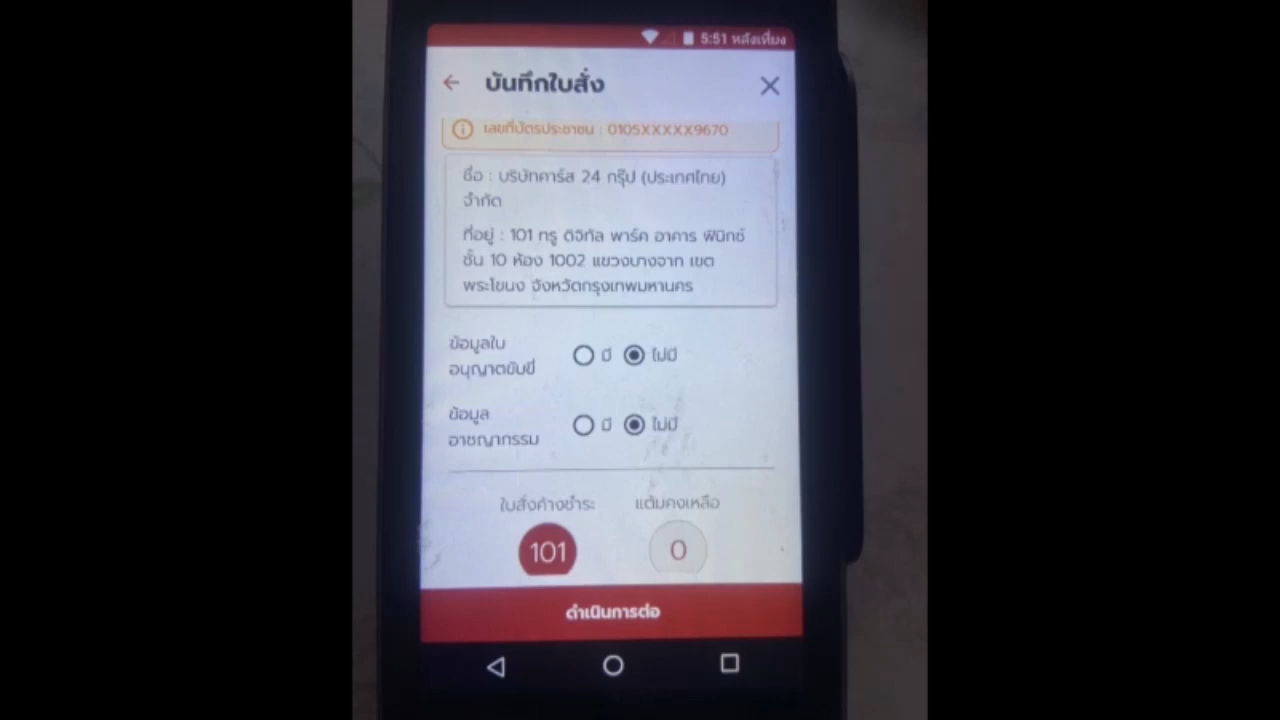 5:51 หลังเที่ยง
บันทึกใบสั่ง
เลขที่บัตรประชาชน : 0105XXXXX9670
ชื่อ : บริษัทคาร์ส 24 กรุ๊ป (ประเทศไทย)
จำกัด
ที่อยู่ : 101 ทรู ดิจิทัล พาร์ค อาคาร ฟินิกซ์
ชั้น 10 ห้อง 1002 แขวงบางจาก เขต
พระโขนง จังหวัดกรุงเทพมหานคร
ข้อมูลใบ
อนุญาตขับขี่
มี ไม่มี
ข้อมูล
อาชญากรรม
มี ไม่มี
ใบสั่งค้างชำระ แต้มคงเหลือ
101 0
ดำเนินการต่อ